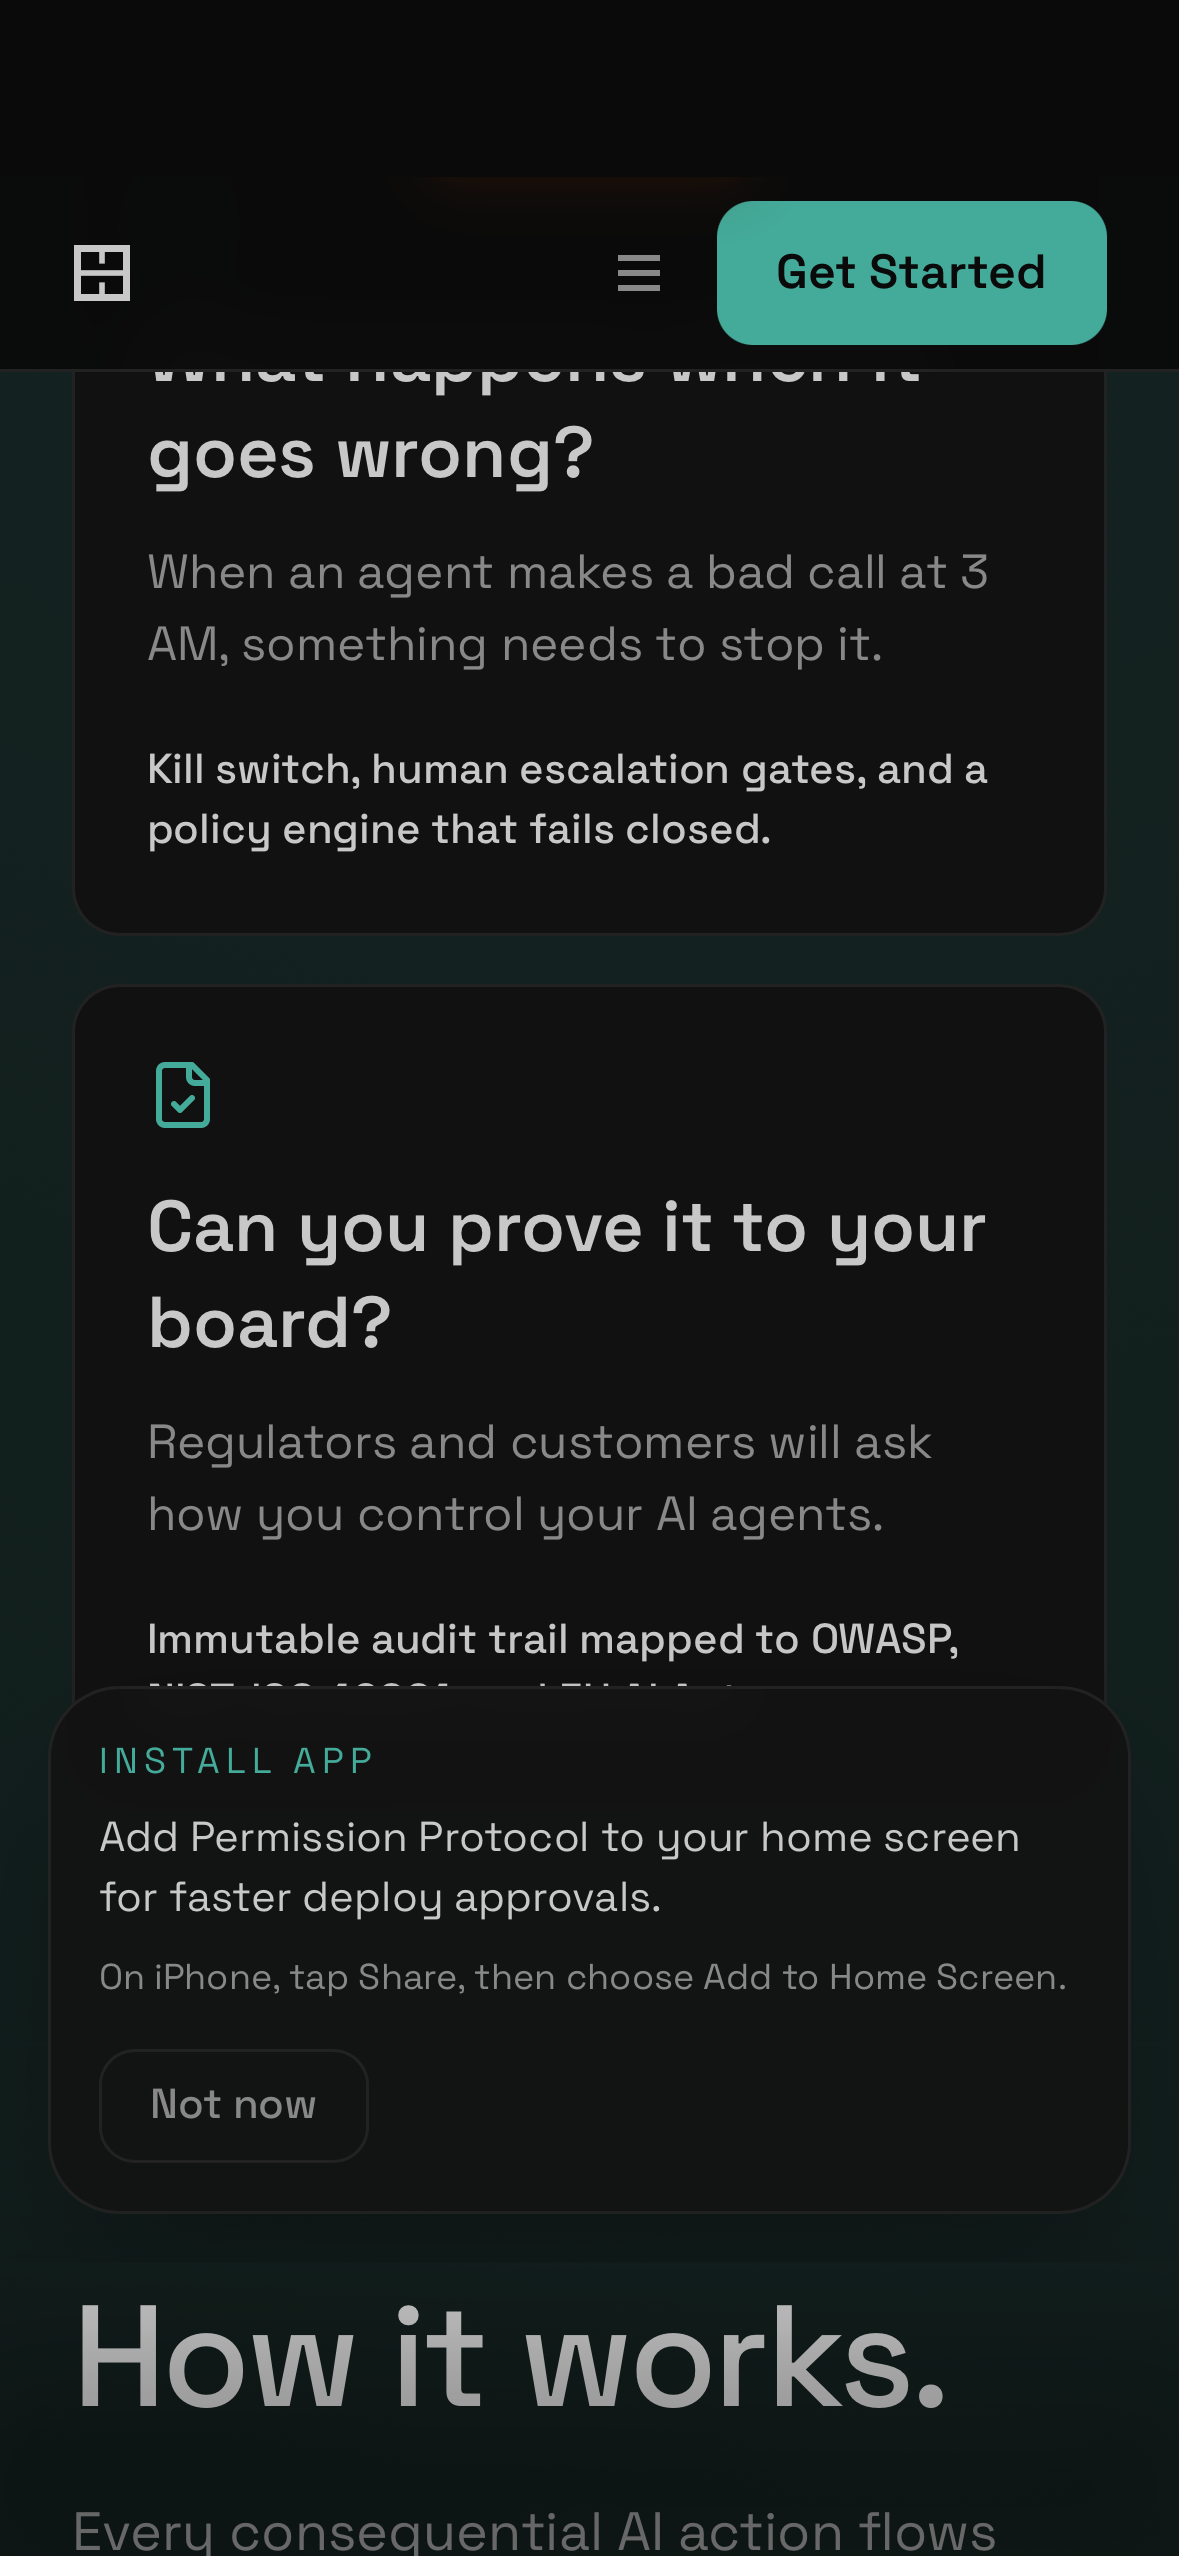 Get Started
What happens when it
goes wrong?
When an agent makes a bad call at 3
AM, something needs to stop it.
Kill switch, human escalation gates, and a
policy engine that fails closed.
Can you prove it to your
board?
Regulators and customers will ask
how you control your AI agents.
Immutable audit trail mapped to OWASP,
INSTALL APP
Add Permission Protocol to your home screen
for faster deploy approvals.
On iPhone, tap Share, then choose Add to Home Screen.
Not now
How it works.
Every consequential AI action flows